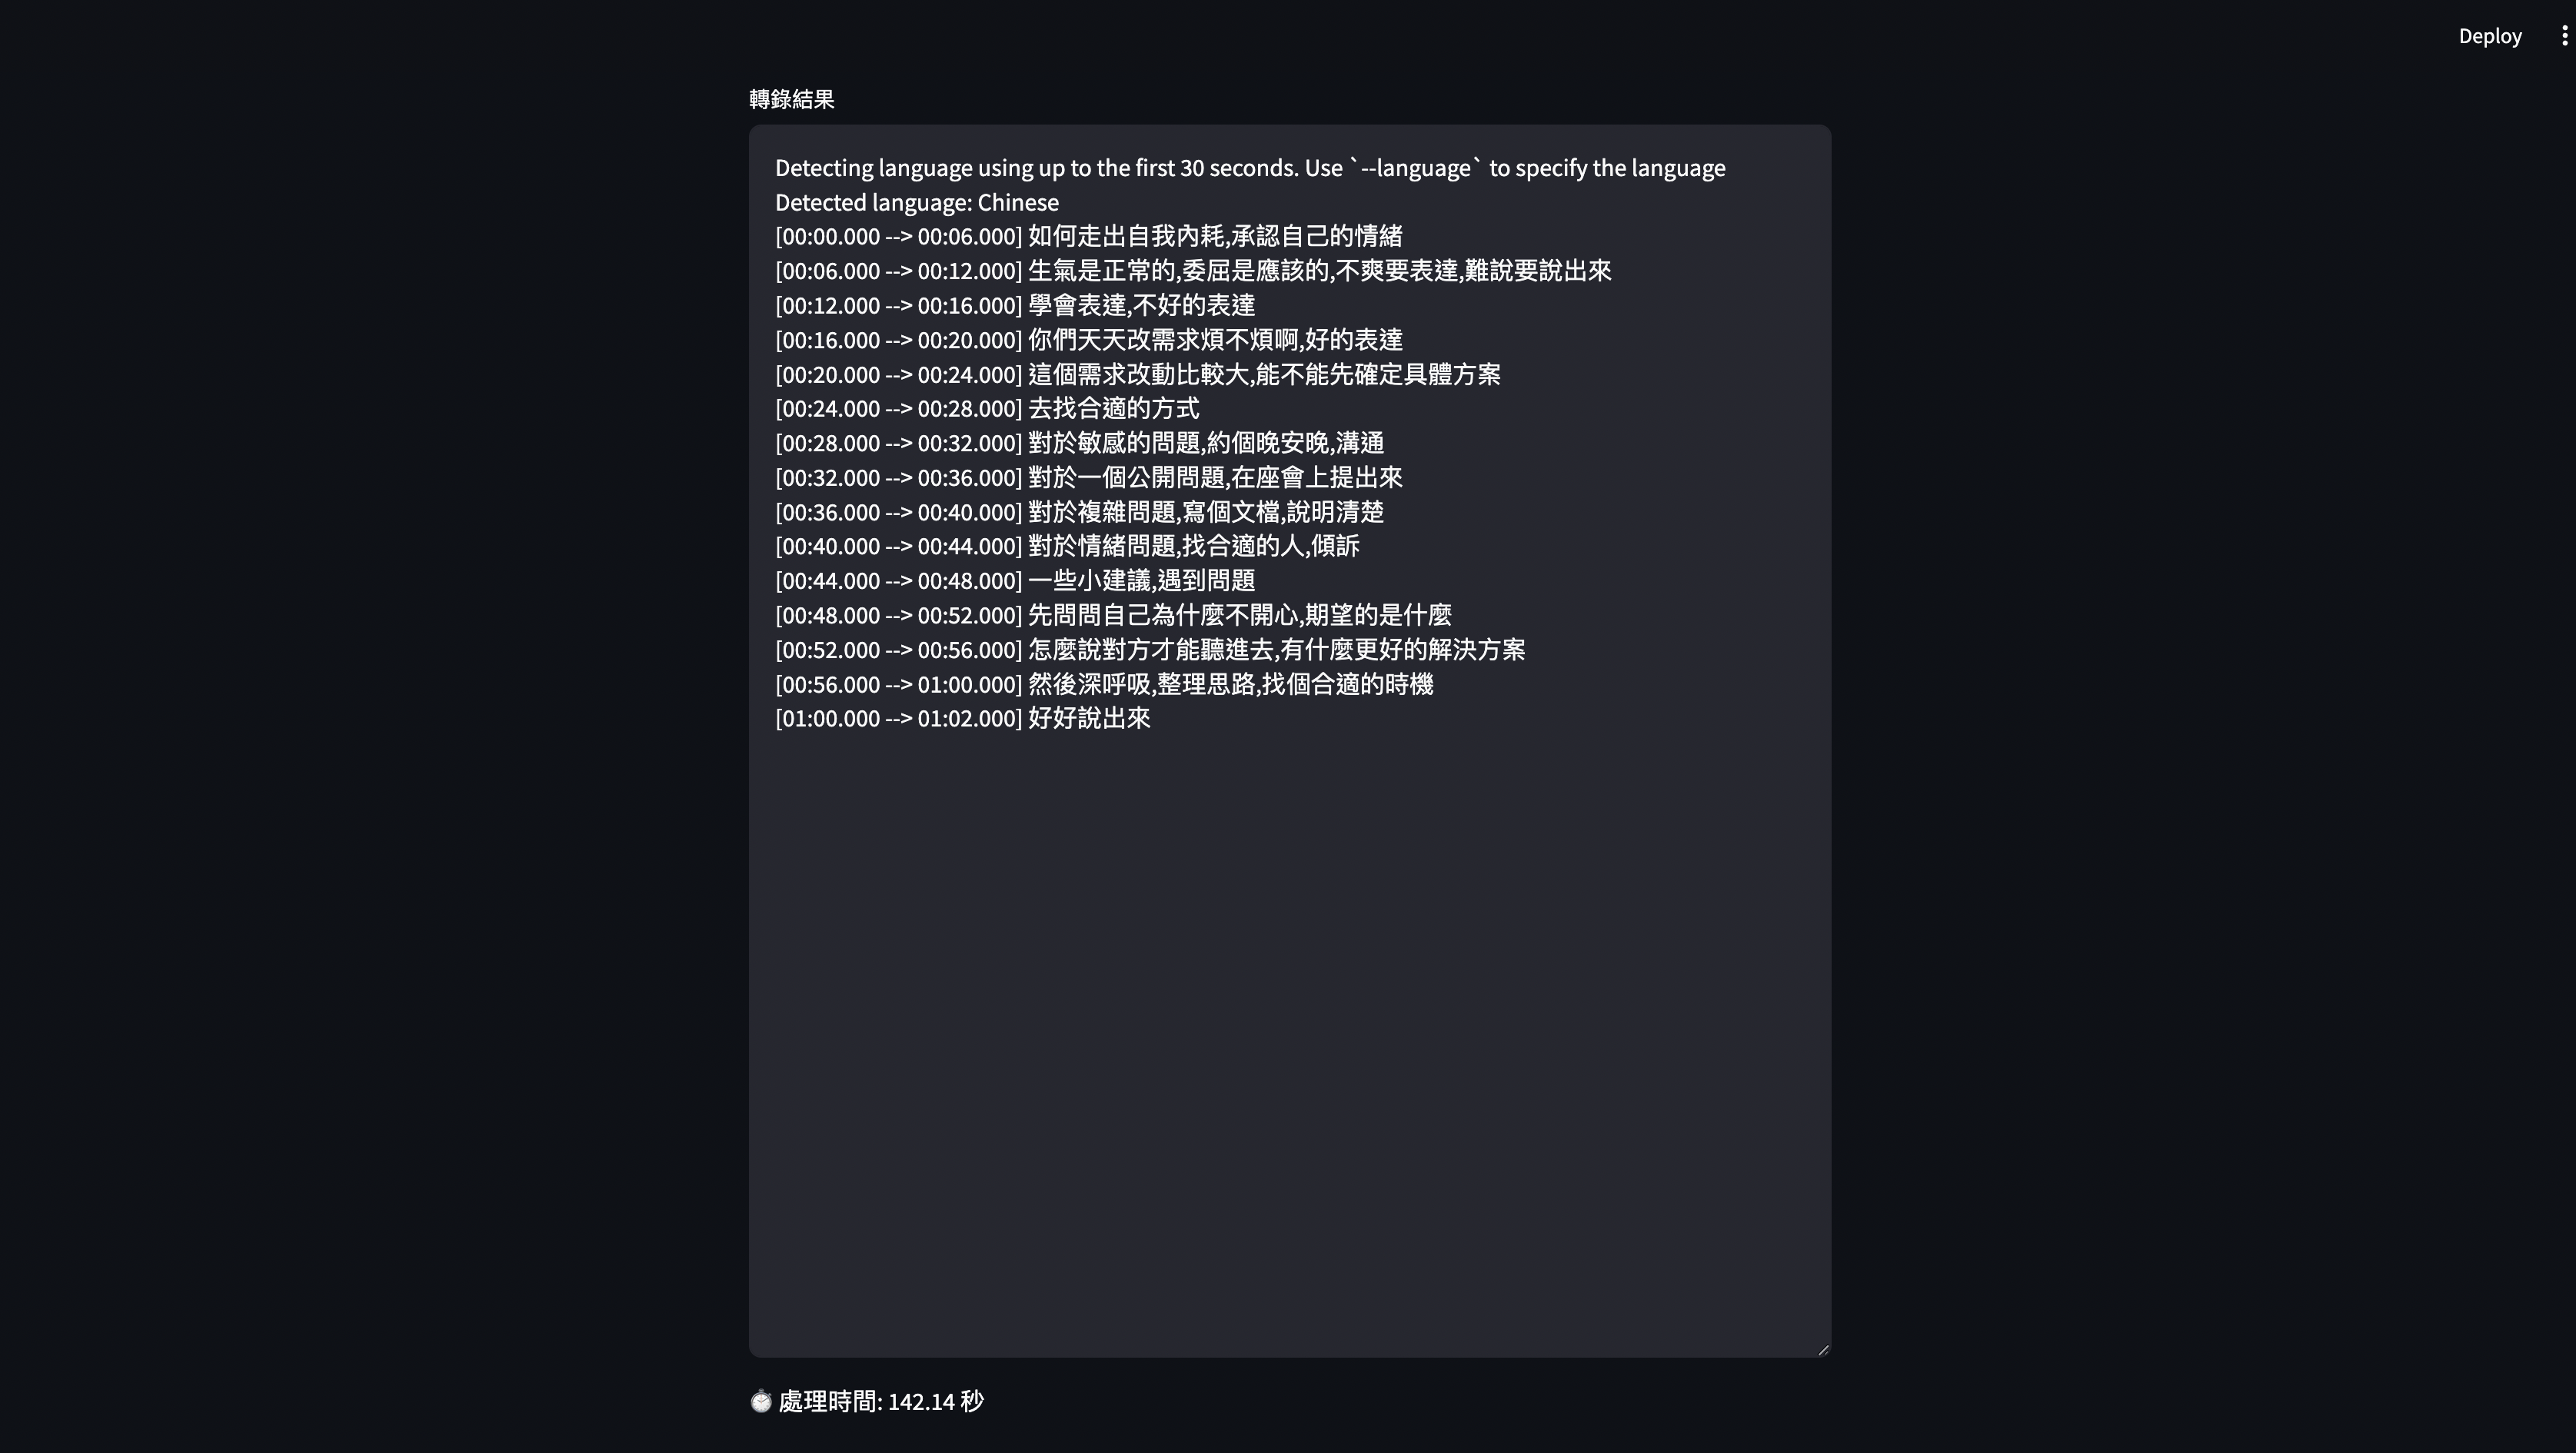 Deploy
轉錄結果
Detecting language using up to the first 30 seconds. Use `--language` to specify the language
Detected language: Chinese
[00:00.000 --> 00:06.000] 如何走出自我內耗,承認自己的情緒
[00:06.000 --> 00:12.000] 生氣是正常的,委屈是應該的,不爽要表達,難說要說出來
[00:12.000 --> 00:16.000] 學會表達,不好的表達
[00:16.000 --> 00:20.000] 你們天天改需求煩不煩啊,好的表達
[00:20.000 --> 00:24.000] 這個需求改動比較大,能不能先確定具體方案
[00:24.000 --> 00:28.000] 去找合適的方式
[00:28.000 --> 00:32.000] 對於敏感的問題,約個晚安晚,溝通
[00:32.000 --> 00:36.000] 對於一個公開問題,在座會上提出來
[00:36.000 --> 00:40.000] 對於複雜問題,寫個文檔,說明清楚
[00:40.000 --> 00:44.000] 對於情緒問題,找合適的人,傾訴
[00:44.000 --> 00:48.000] 一些小建議,遇到問題
[00:48.000 --> 00:52.000] 先問問自己為什麼不開心,期望的是什麼
[00:52.000 --> 00:56.000] 怎麼說對方才能聽進去,有什麼更好的解決方案
[00:56.000 --> 01:00.000] 然後深呼吸,整理思路,找個合適的時機
[01:00.000 --> 01:02.000] 好好說出來
處理時間: 142.14 秒